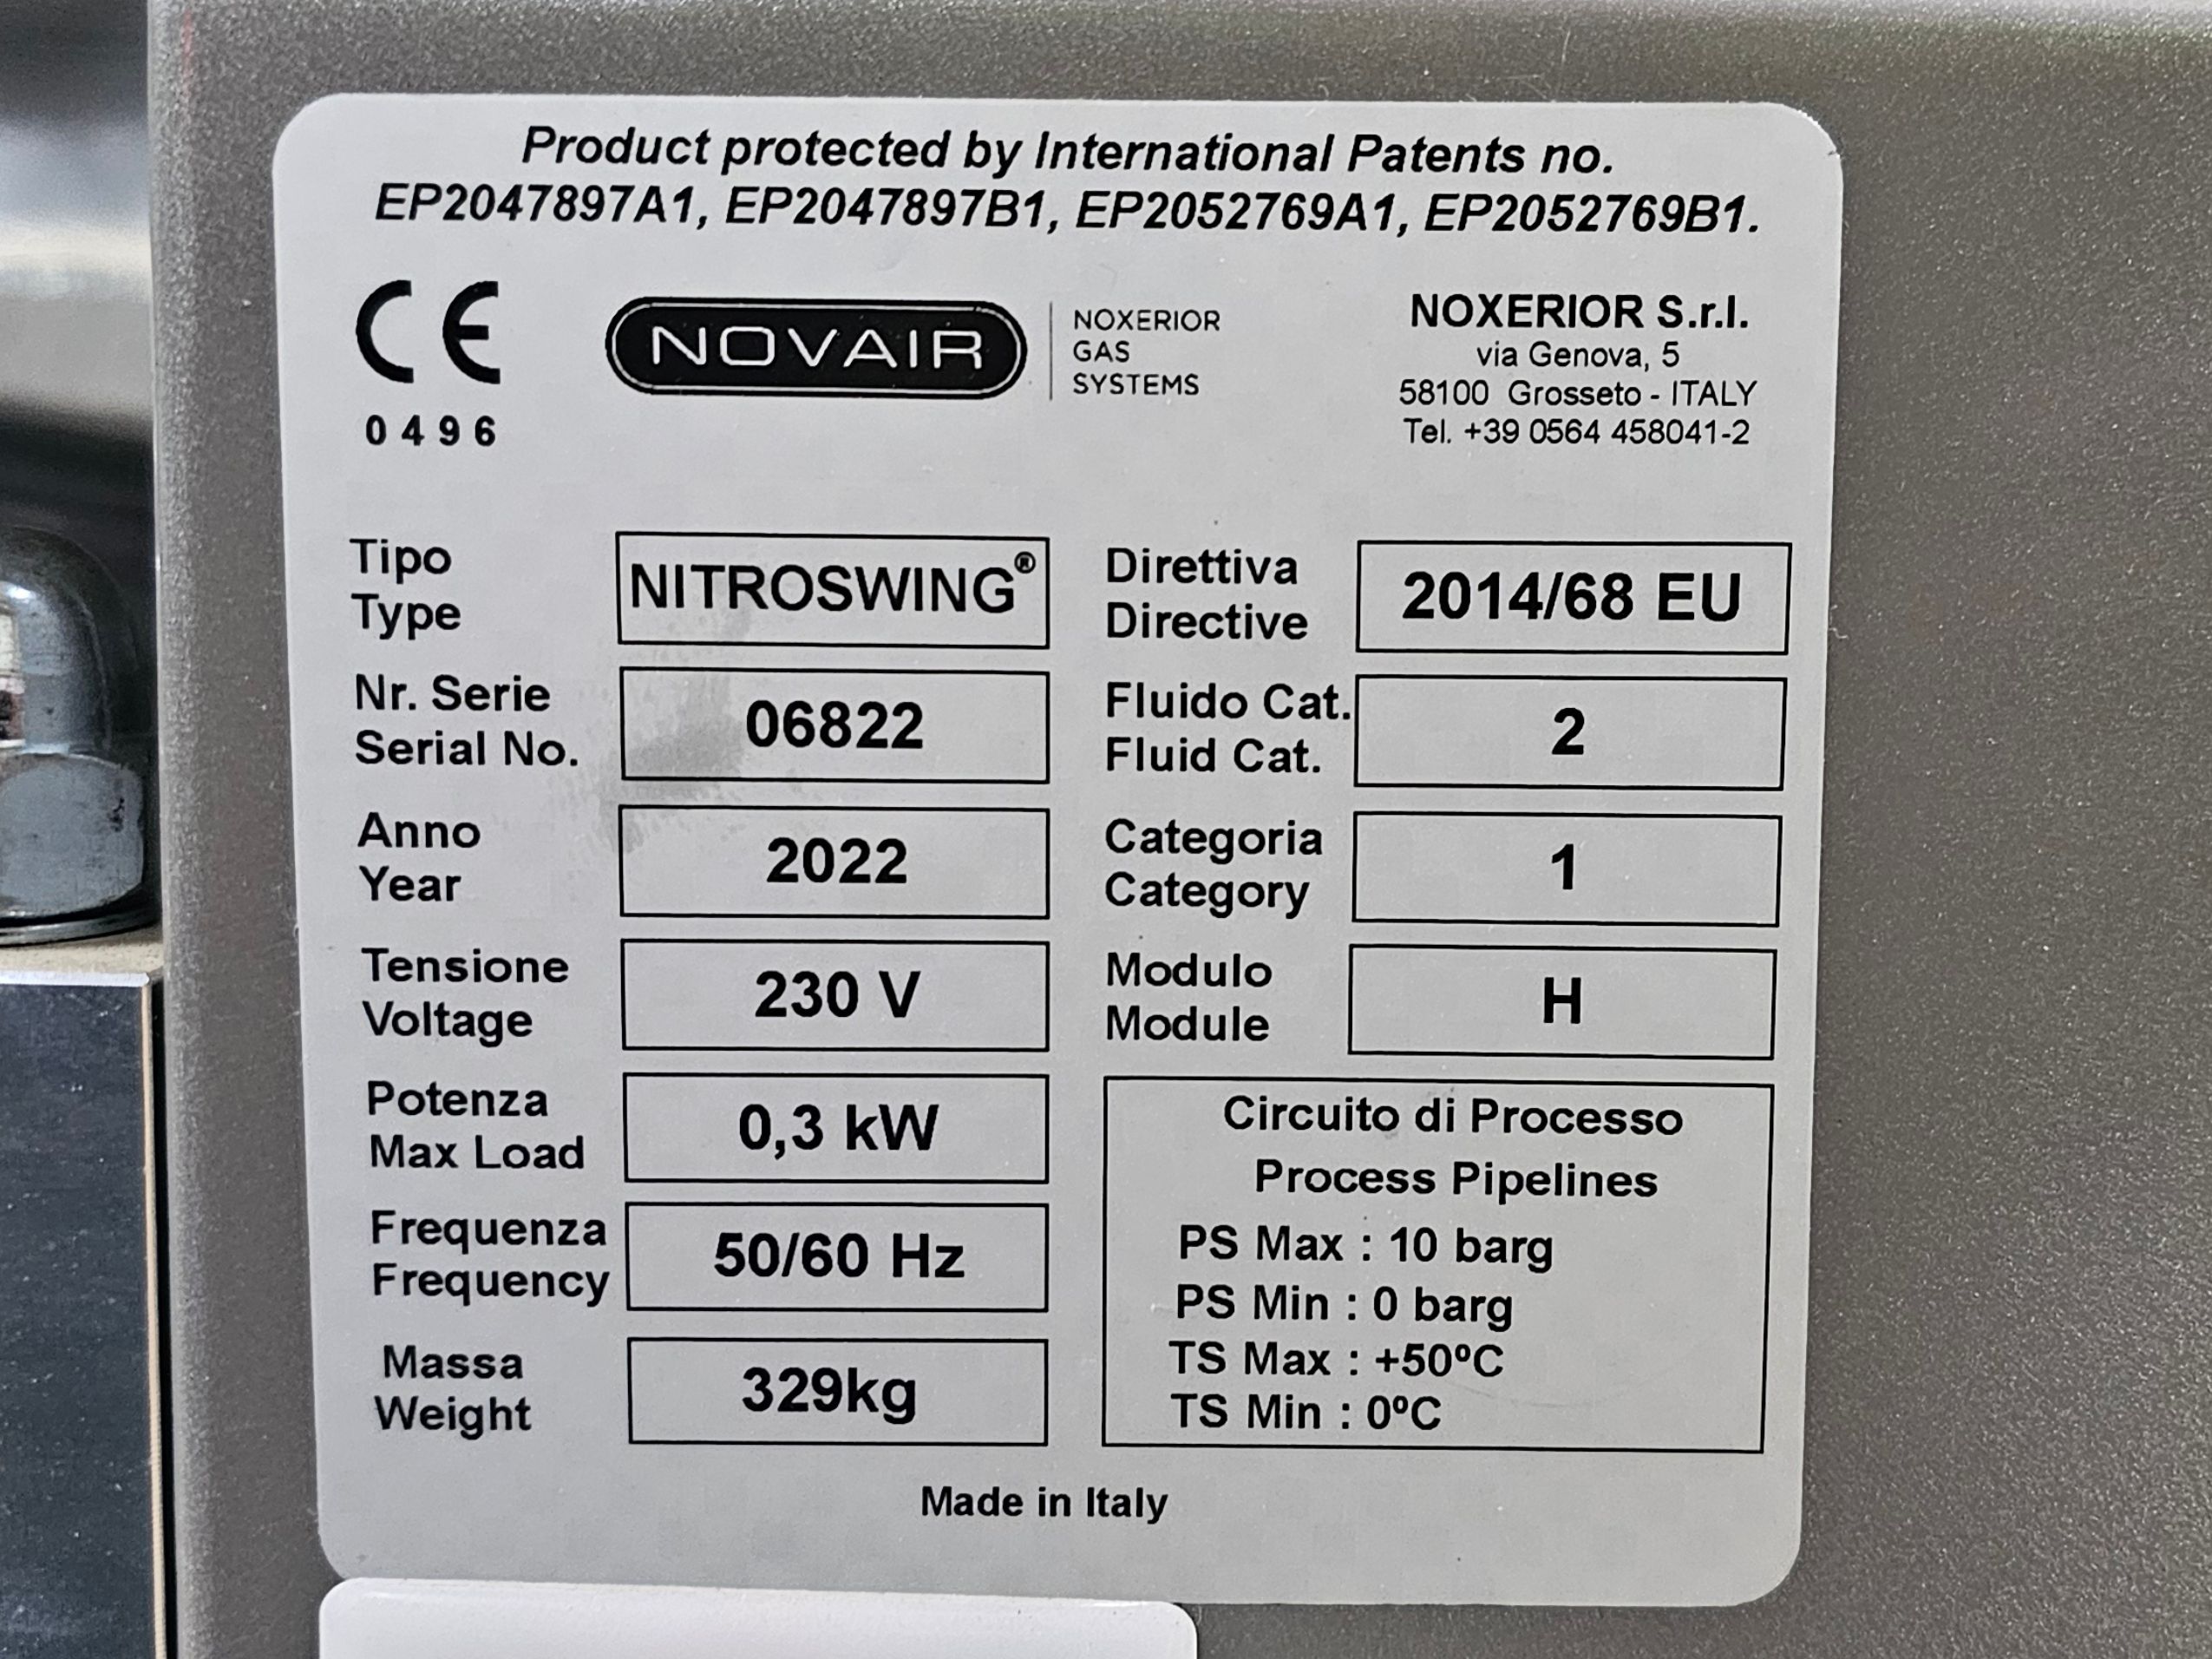 Product protected by International Patents no.
EP2047897A1, EP2047897B1, EP2052769A1, EP2052769B1.
CE
0496
NOVAIR
NOXERIOR
GAS
SYSTEMS
NOXERIOR S.r.l.
via Genova, 5
58100 Grosseto - ITALY
Tel. +39 0564 458041-2
Tipo
Type
NITROSWING®
Nr. Serie
Serial No.
06822
Anno
Year
2022
Tensione
Voltage
230 V
Potenza
Max Load
0,3 kW
Frequenza
Frequency
50/60 Hz
Massa
Weight
329kg
Direttiva
Directive
2014/68 EU
Fluido Cat.
Fluid Cat.
2
Categoria
Category
1
Modulo
Module
H
Circuito di Processo
Process Pipelines
PS Max : 10 barg
PS Min : 0 barg
TS Max : +50ºC
TS Min : 0ºC
Made in Italy